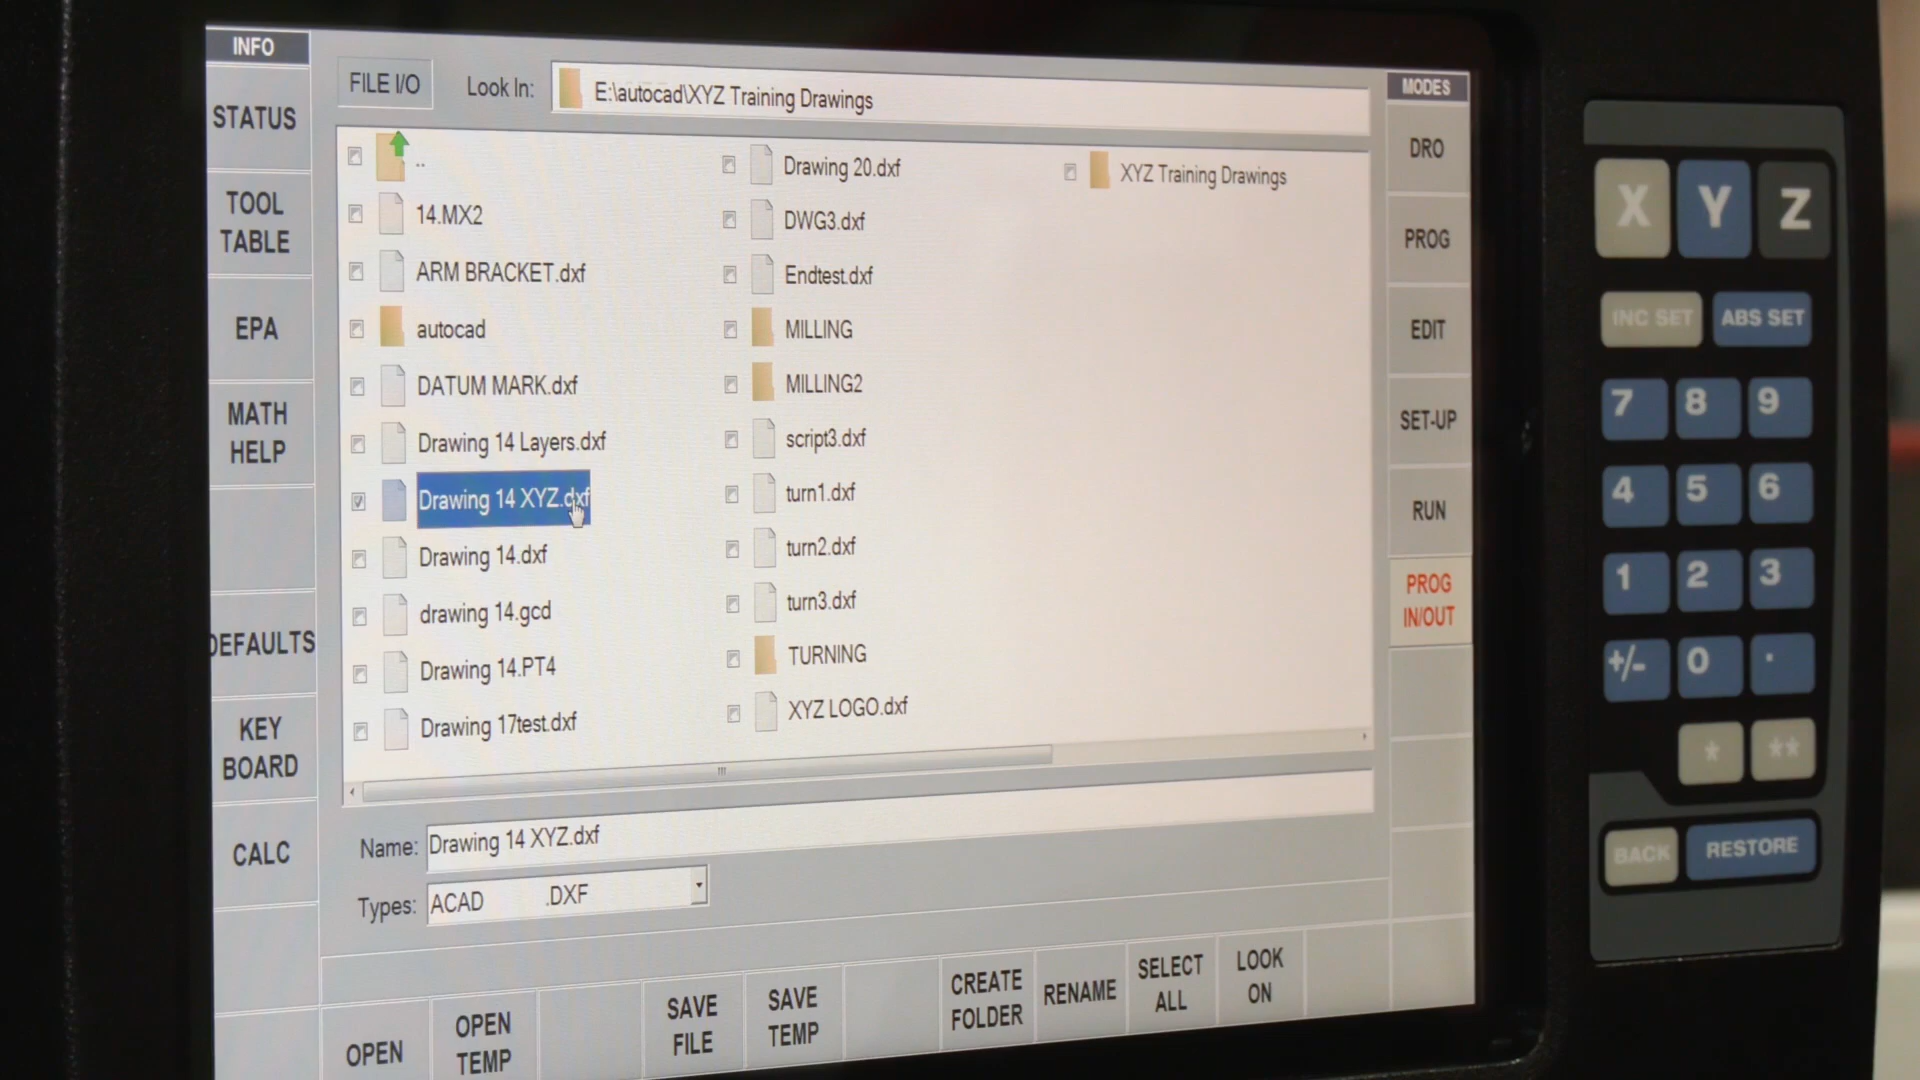 INFO
STATUS
TOOL
TABLE
EPA
MATH
HELP
DEFAULTS
KEY
BOARD
CALC
FILE I/O
Look In:
E:\autocad\XYZ Training Drawings
..
14.MX2
ARM BRACKET.dxf
autocad
DATUM MARK.dxf
Drawing 14 Layers.dxf
Drawing 14 XYZ.dxf
Drawing 14.dxf
drawing 14.gcd
Drawing 14.PT4
Drawing 17test.dxf
Drawing 20.dxf
DWG3.dxf
Endtest.dxf
MILLING
MILLING2
script3.dxf
turn1.dxf
turn2.dxf
turn3.dxf
TURNING
XYZ LOGO.dxf
XYZ Training Drawings
Name: Drawing 14 XYZ.dxf
Types: ACAD .DXF
OPEN
OPEN
TEMP
SAVE
FILE
SAVE
TEMP
CREATE
FOLDER
RENAME
SELECT
ALL
LOOK
ON
MODES
DRO
PROG
EDIT
SET-UP
RUN
PROG
IN/OUT
X Y Z
INC SET ABS SET
7 8 9
4 5 6
1 2 3
+/- 0 .
* **
BACK RESTORE